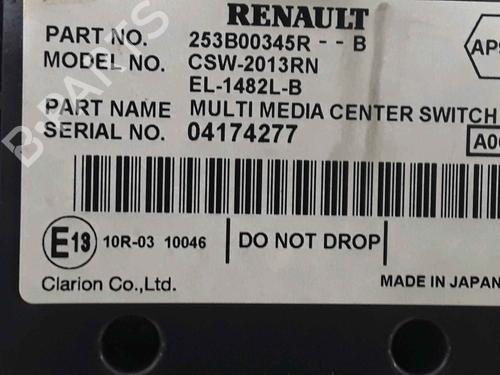 RENAULT
PART NO. 253B00345R - - B
MODEL NO. CSW-2013RN
EL-1482L-B
PART NAME MULTI MEDIA CENTER SWITCH
SERIAL NO. 04174277
E13 10R-03 10046 DO NOT DROP
Clarion Co.,Ltd. MADE IN JAPAN
B-PARTS